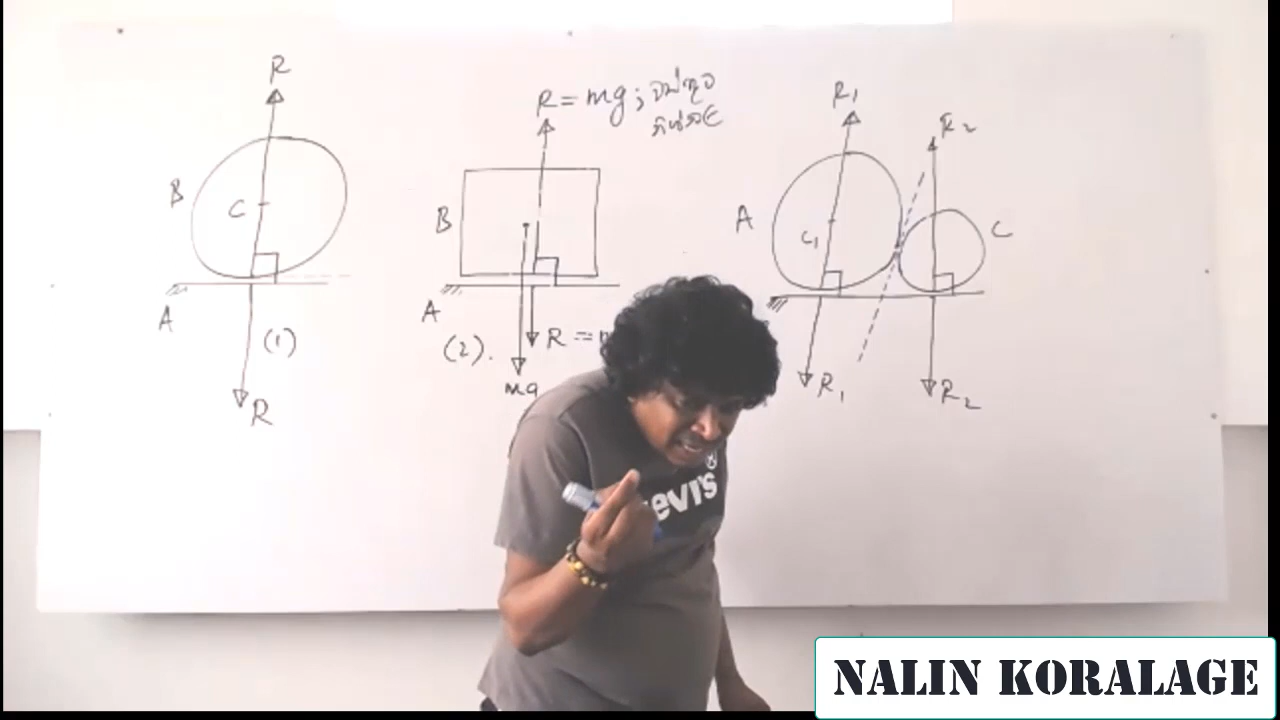 R
B
C
A
(1)
R
R = mg;
B
A
(2).
R =
mg
R₁
R₂
A
C₁
C
R₁
R₂
Levi's
NALIN KORALAGE